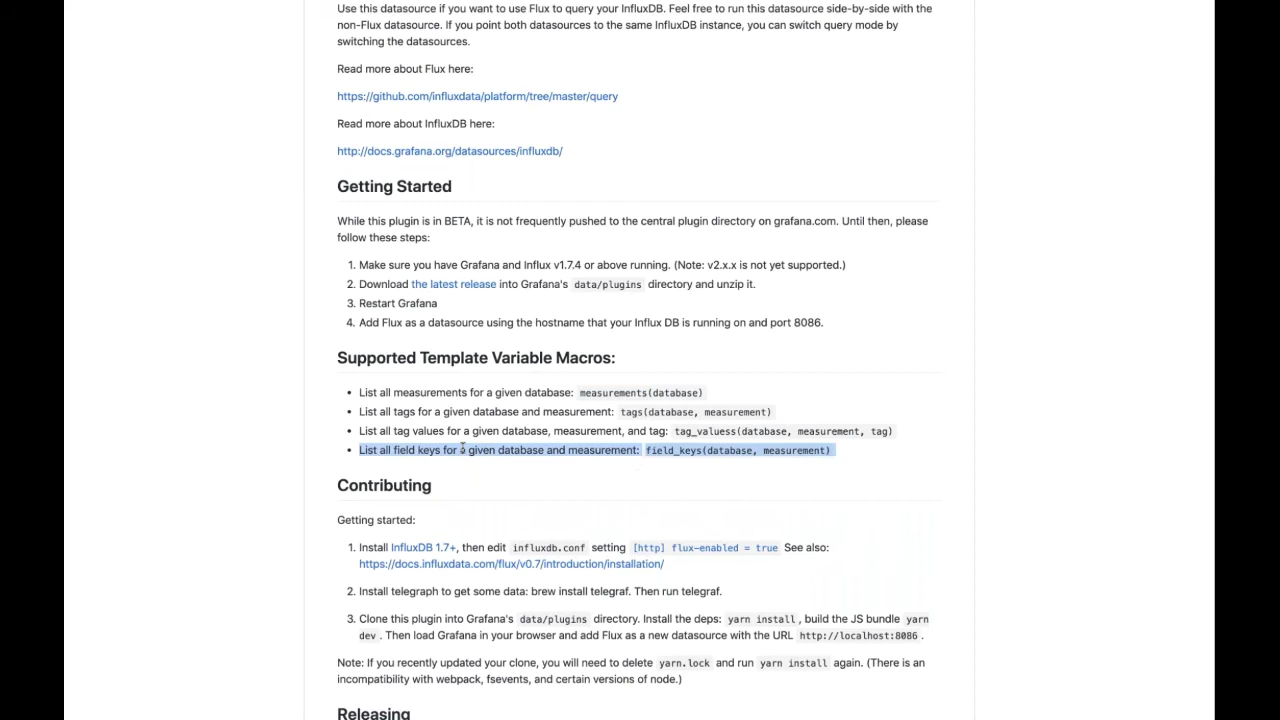 Use this datasource if you want to use Flux to query your InfluxDB. Feel free to run this datasource side-by-side with the
non-Flux datasource. If you point both datasources to the same InfluxDB instance, you can switch query mode by
switching the datasources.
Read more about Flux here:
https://github.com/influxdata/platform/tree/master/query
Read more about InfluxDB here:
http://docs.grafana.org/datasources/influxdb/
Getting Started
While this plugin is in BETA, it is not frequently pushed to the central plugin directory on grafana.com. Until then, please
follow these steps:
1. Make sure you have Grafana and Influx v1.7.4 or above running. (Note: v2.x.x is not yet supported.)
2. Download the latest release into Grafana's data/plugins directory and unzip it.
3. Restart Grafana
4. Add Flux as a datasource using the hostname that your Influx DB is running on and port 8086.
Supported Template Variable Macros:
• List all measurements for a given database: measurements(database)
• List all tags for a given database and measurement: tags(database, measurement)
• List all tag values for a given database, measurement, and tag: tag_valuess(database, measurement, tag)
• List all field keys for a given database and measurement: field_keys(database, measurement)
Contributing
Getting started:
1. Install InfluxDB 1.7+, then edit influxdb.conf setting [http] flux-enabled = true See also:
https://docs.influxdata.com/flux/v0.7/introduction/installation/
2. Install telegraph to get some data: brew install telegraf. Then run telegraf.
3. Clone this plugin into Grafana's data/plugins directory. Install the deps: yarn install, build the JS bundle yarn
dev. Then load Grafana in your browser and add Flux as a new datasource with the URL http://localhost:8086.
Note: If you recently updated your clone, you will need to delete yarn.lock and run yarn install again. (There is an
incompatibility with webpack, fsevents, and certain versions of node.)
Releasing